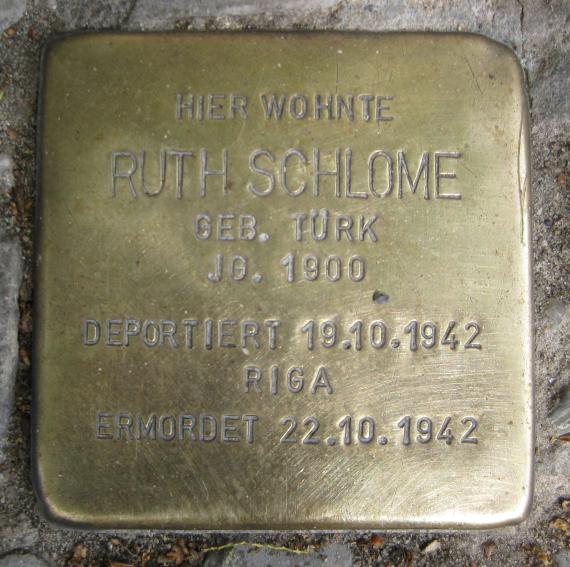 HIER WOHNTE
RUTH SCHLOME
GEB. TÜRK
JG. 1900
DEPORTIERT 19.10.1942
RIGA
ERMORDET 22.10.1942